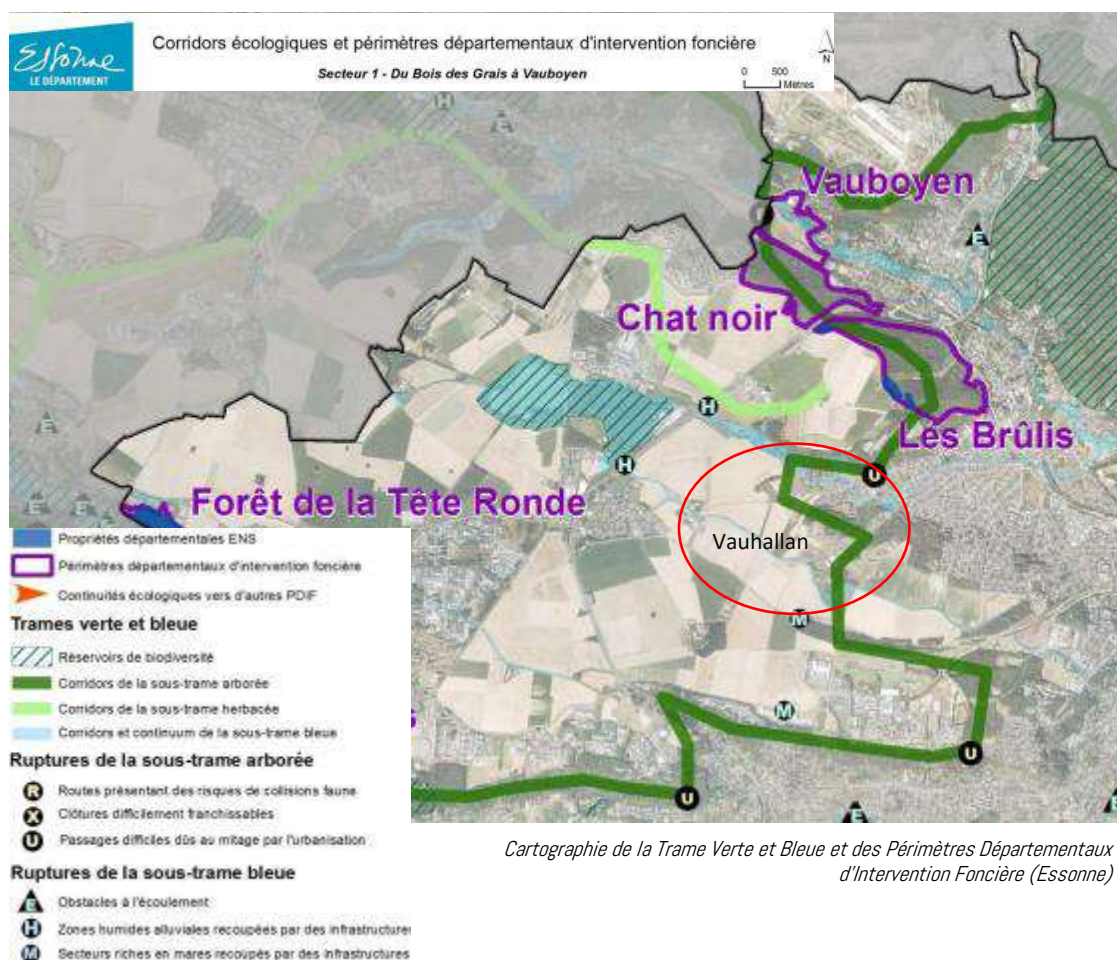 Essonne
LE DÉPARTEMENT
Corridors écologiques et périmètres départementaux d'intervention foncière
Secteur 1 - Du Bois des Grais à Vauboyen
0 500
Mètres
N
H
E
Vauboyen
E
Chat noir
H
Les Brûlis
E
H
U
Forêt de la Tête Ronde
E
E
Vauhallan
M
M
U
U
E
E
Propriétés départementales ENS
Périmètres départementaux d'intervention foncière
Continuités écologiques vers d'autres PDIF
Trames verte et bleue
Réservoirs de biodiversité
Corridors de la sous-trame arborée
Corridors de la sous-trame herbacée
Corridors et continuum de la sous-trame bleue
Ruptures de la sous-trame arborée
R Routes présentant des risques de collisions faune
X Clôtures difficilement franchissables
U Passages difficiles dûs au mitage par l'urbanisation
Ruptures de la sous-trame bleue
E Obstacles à l'écoulement
H Zones humides alluviales recoupées par des infrastructures
M Secteurs riches en mares recoupés par des infrastructures
Cartographie de la Trame Verte et Bleue et des Périmètres Départementaux
d'Intervention Foncière (Essonne)